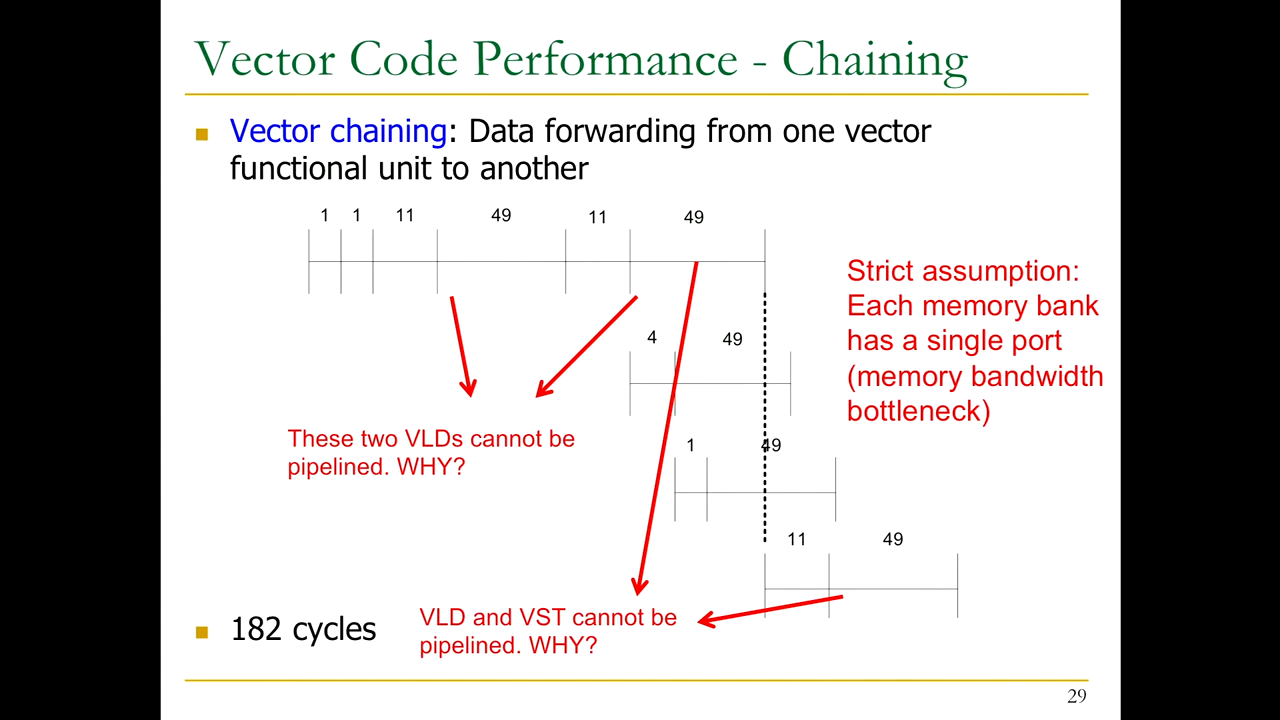 Vector Code Performance - Chaining
Vector chaining: Data forwarding from one vector
functional unit to another
1 1 11 49 11 49
Strict assumption:
Each memory bank
has a single port
(memory bandwidth
bottleneck)
4 49
These two VLDs cannot be
pipelined. WHY?
1 49
11 49
VLD and VST cannot be
pipelined. WHY?
182 cycles
29